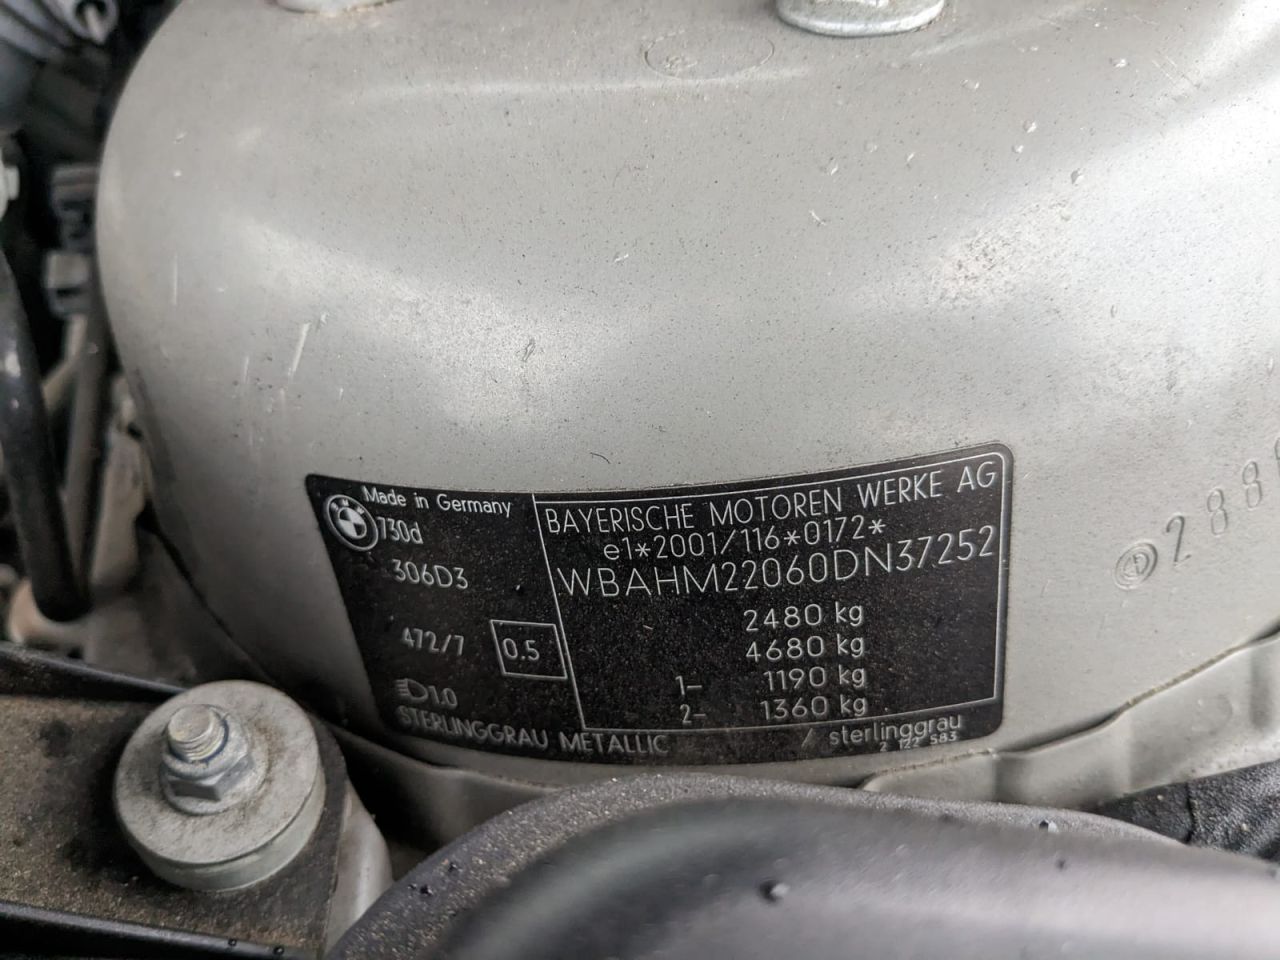 Made in Germany
730d
306D3
472/7
0.5
1.0
STERLINGGRAU METALLIC
BAYERISCHE MOTOREN WERKE AG
e1*2001/116*0172*
WBAHM22060DN37252
2480 kg
4680 kg
1- 1190 kg
2- 1360 kg
/ sterlinggrau
2 122 583
288